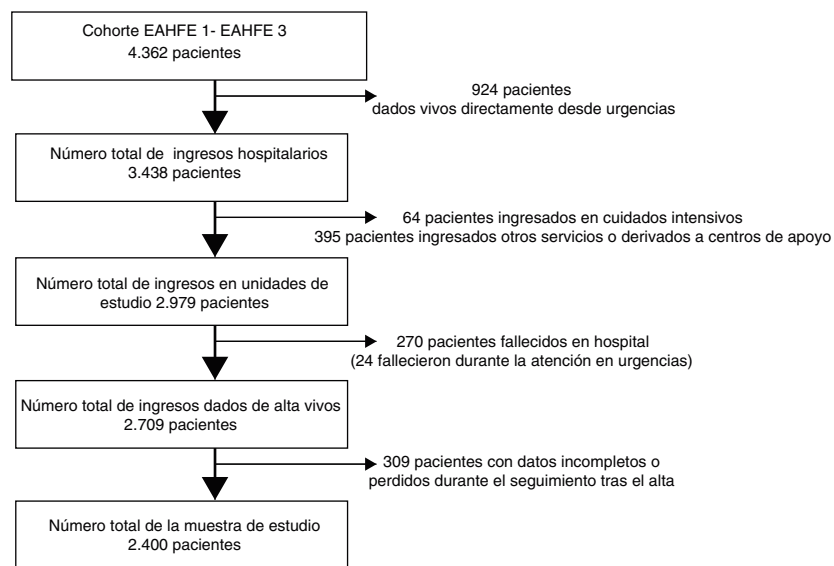 Cohorte EAHFE 1- EAHFE 3
4.362 pacientes
924 pacientes
dados vivos directamente desde urgencias
Número total de ingresos hospitalarios
3.438 pacientes
64 pacientes ingresados en cuidados intensivos
395 pacientes ingresados otros servicios o derivados a centros de apoyo
Número total de ingresos en unidades de
estudio 2.979 pacientes
270 pacientes fallecidos en hospital
(24 fallecieron durante la atención en urgencias)
Número total de ingresos dados de alta vivos
2.709 pacientes
309 pacientes con datos incompletos o
perdidos durante el seguimiento tras el alta
Número total de la muestra de estudio
2.400 pacientes